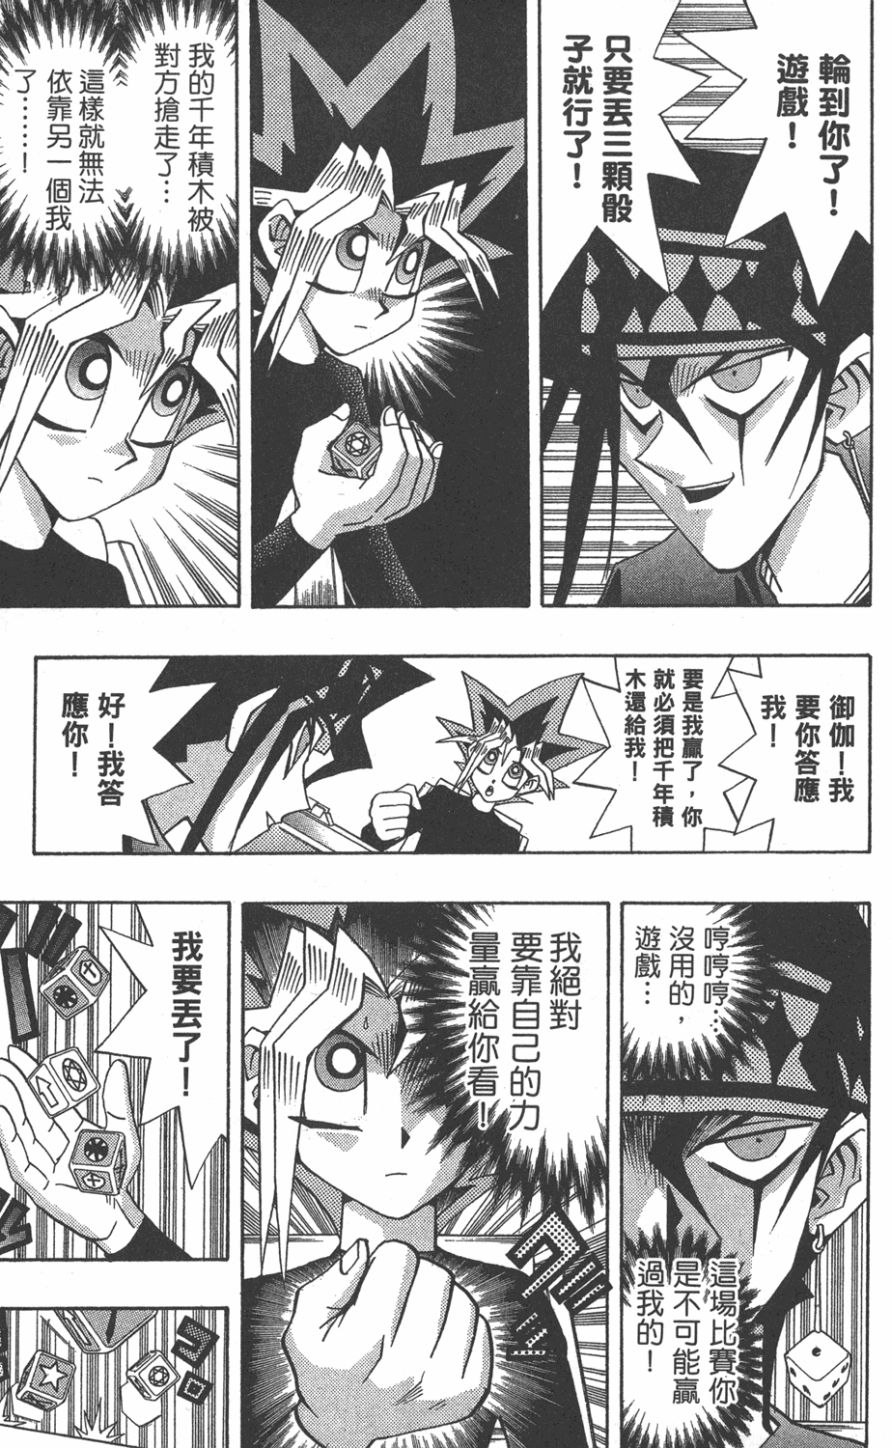 輪到你了！
遊戲！
只要丟三顆骰
子就行了！
我的千年積木被
對方搶走了…
這樣就無法
依靠另一個我
了……！
御伽！我
要你答應
我！
要是我贏了，你
就必須把千年積
木還給我！
好！我答
應你！
哼哼哼…
沒用的，
遊戲…
這場比賽你
是不可能贏
過我的！
我絕對
要靠自己的力
量贏給你看！
我要丟了！